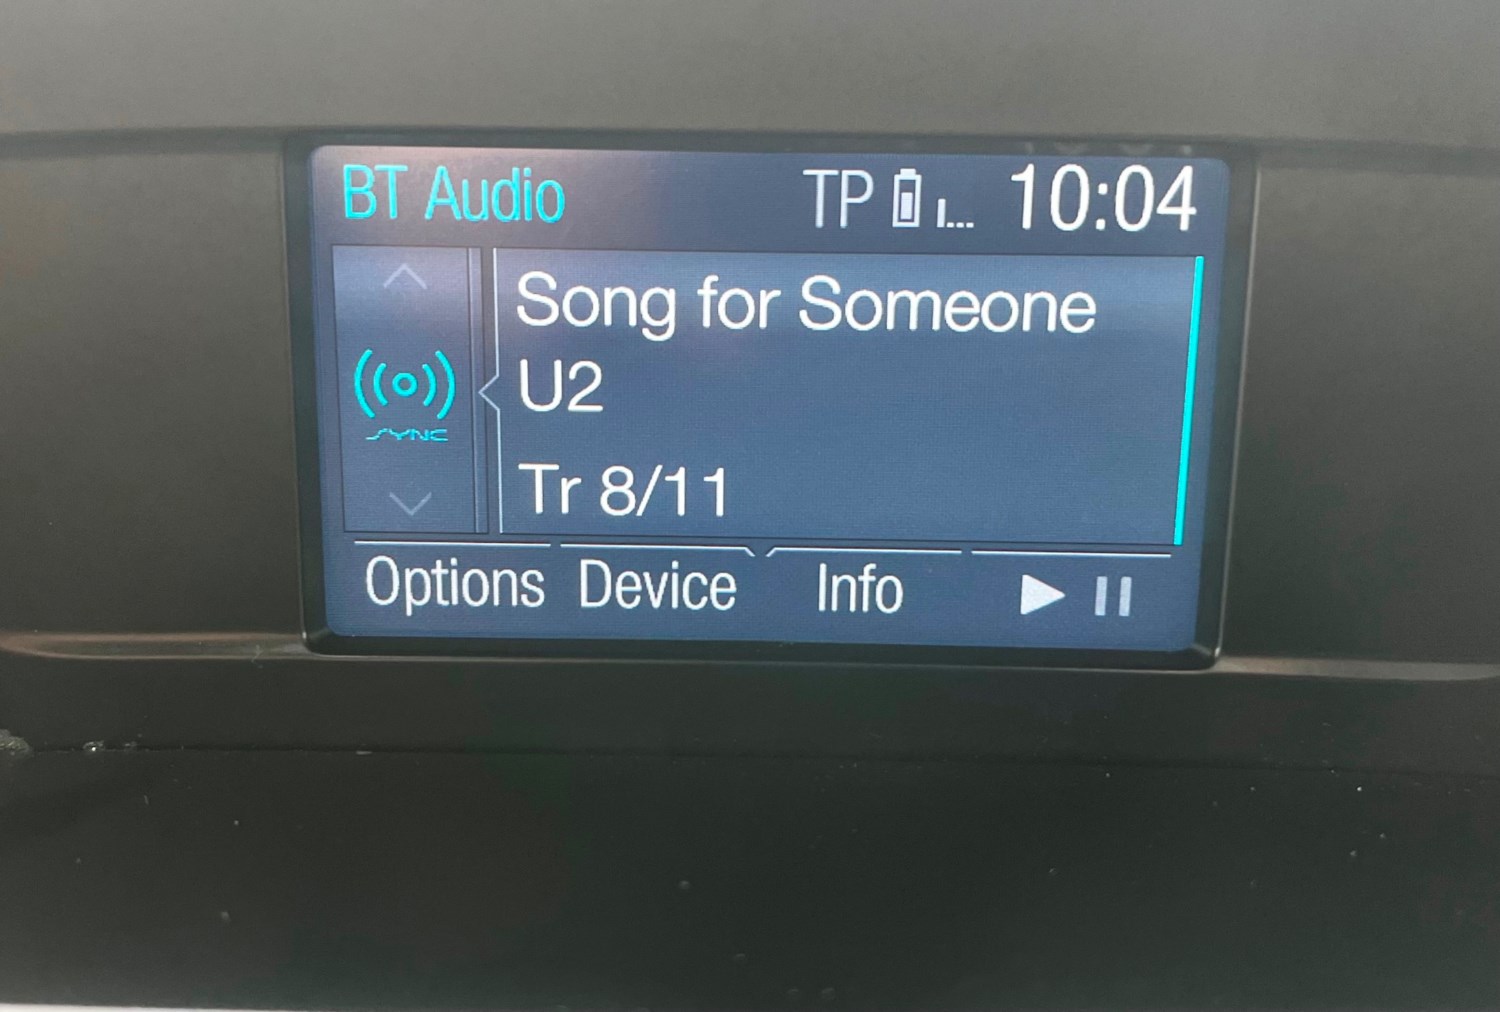 BT Audio TP 10:04
Song for Someone
U2
SYNC
Tr 8/11
Options Device Info